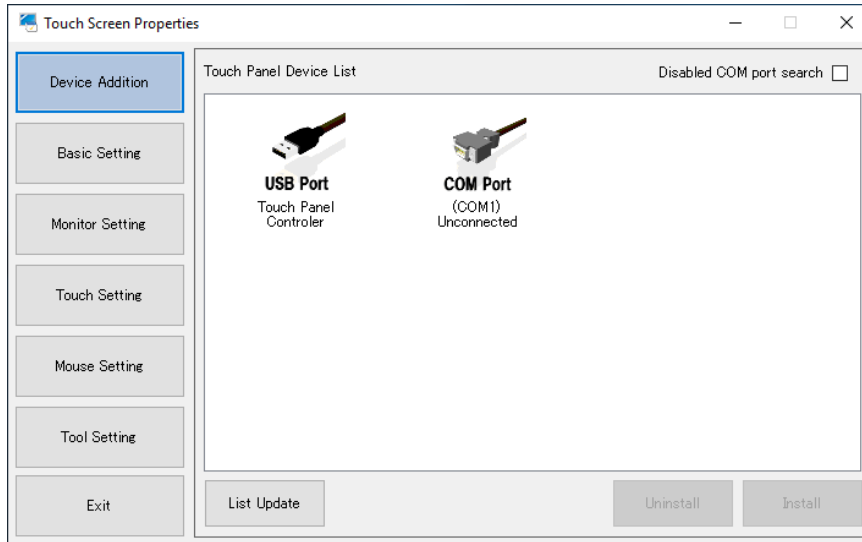 Touch Screen Properties
Device Addition
Basic Setting
Monitor Setting
Touch Setting
Mouse Setting
Tool Setting
Exit
Touch Panel Device List
Disabled COM port search
USB Port
Touch Panel
Controler
COM Port
(COM1)
Unconnected
List Update
Uninstall
Install